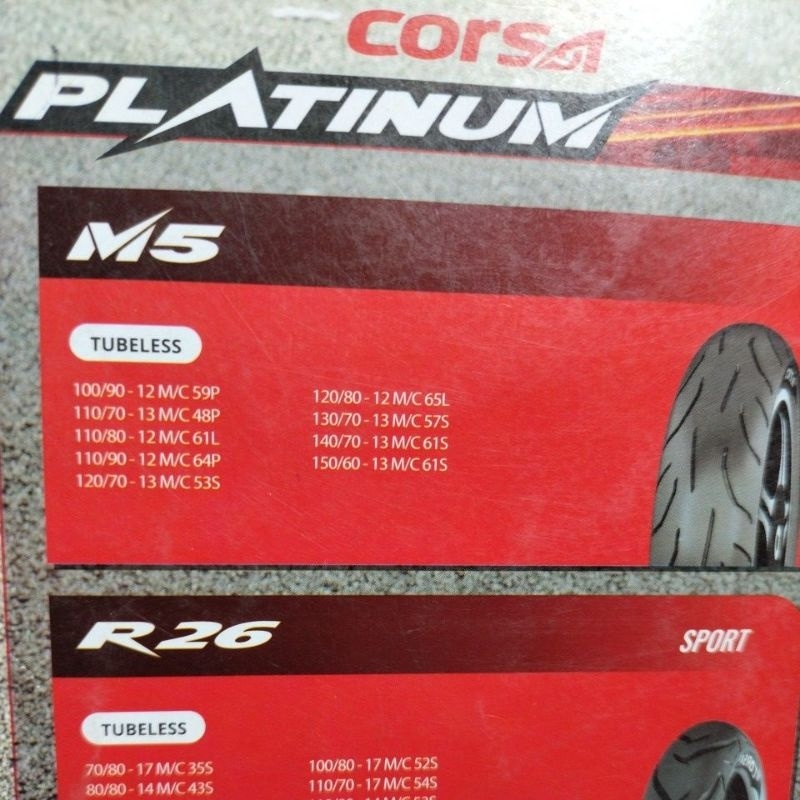 CORSA
PLATINUM
M5
TUBELESS
100/90 - 12 M/C 59P
110/70 - 13 M/C 48P
110/80 - 12 M/C 61L
110/90 - 12 M/C 64P
120/70 - 13 M/C 53S
120/80 - 12 M/C 65L
130/70 - 13 M/C 57S
140/70 - 13 M/C 61S
150/60 - 13 M/C 61S
R26
SPORT
TUBELESS
70/80 - 17 M/C 35S
80/80 - 14 M/C 43S
100/80 - 17 M/C 52S
110/70 - 17 M/C 54S